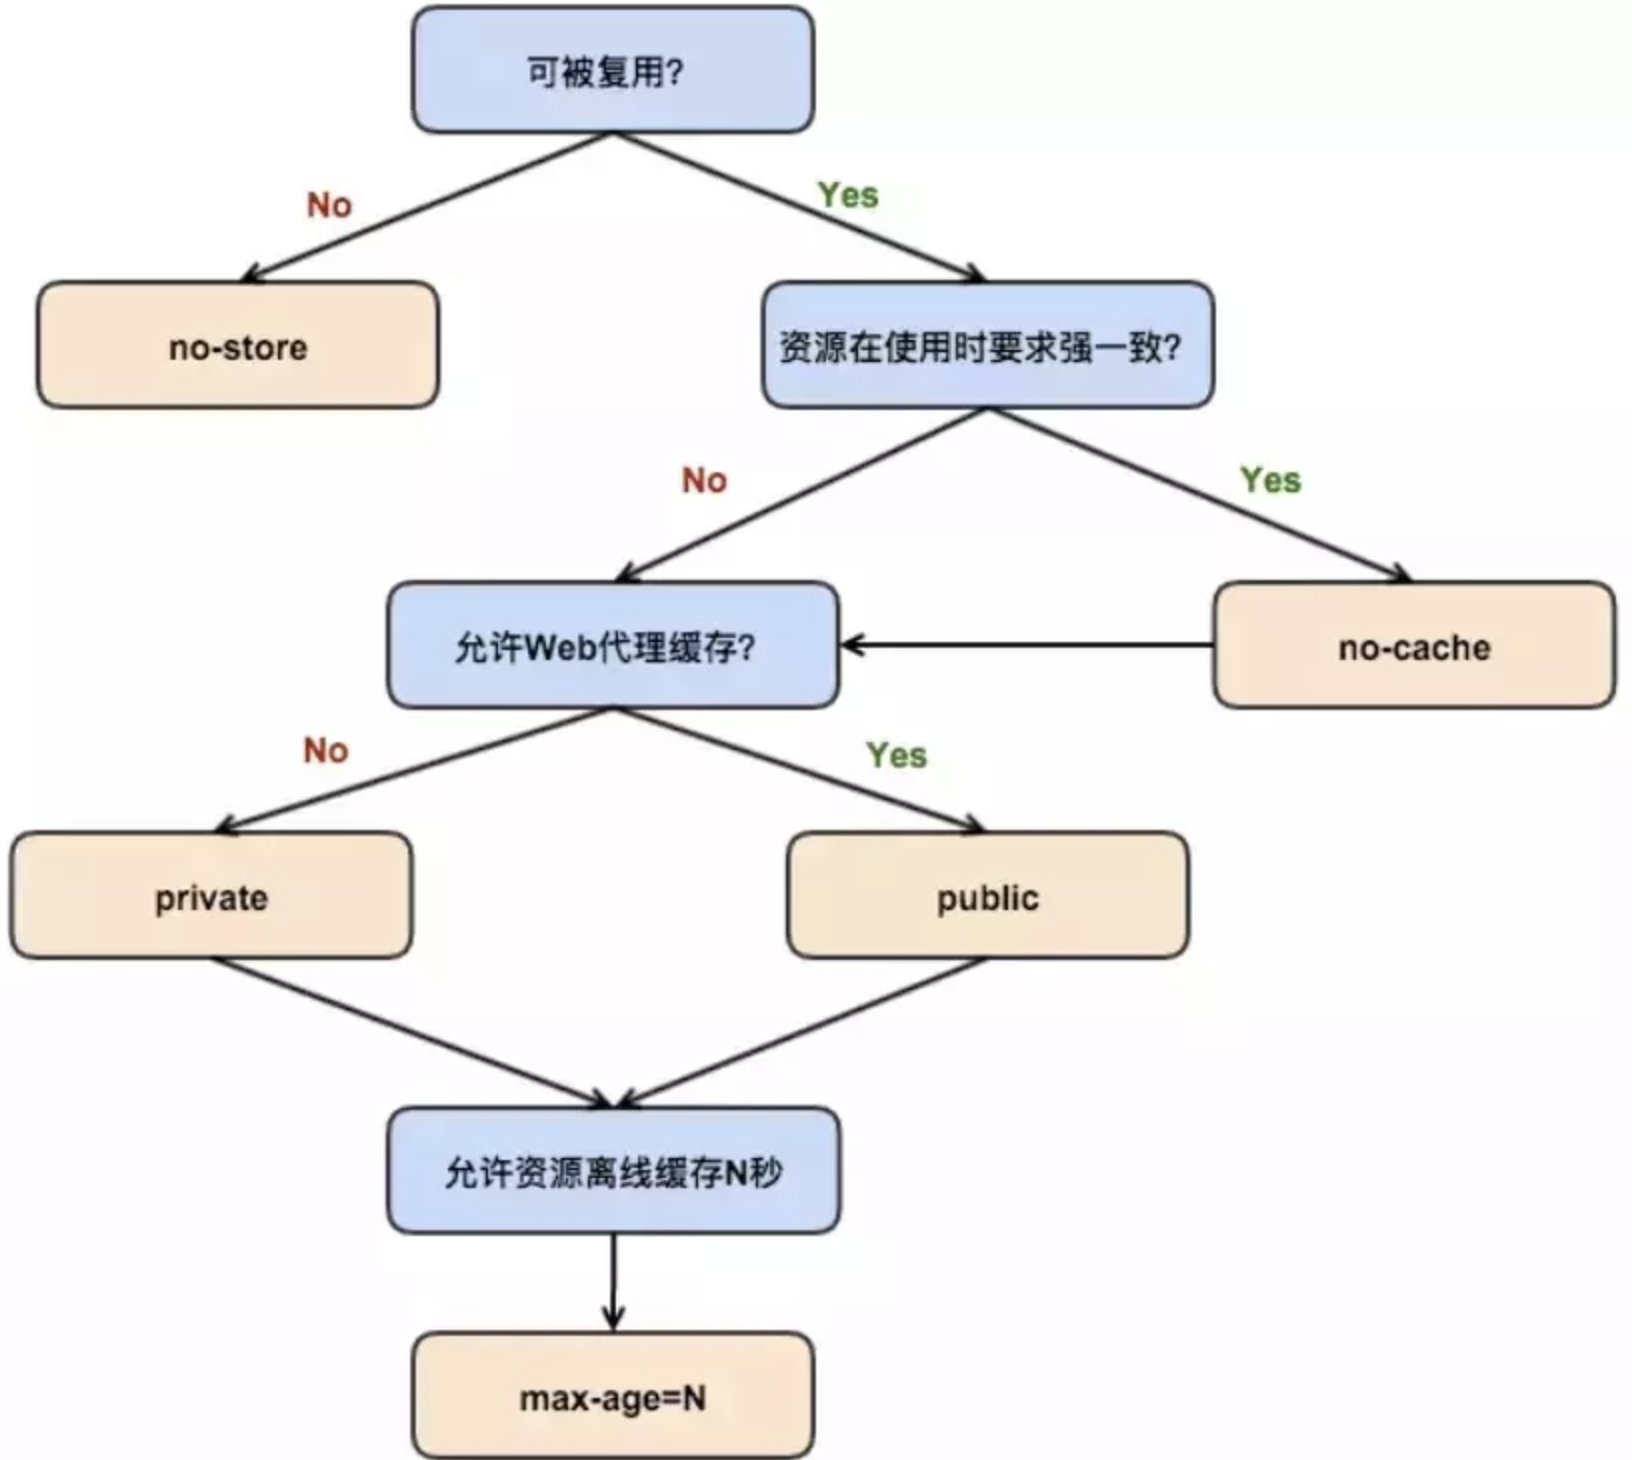 可被复用?
No
Yes
no-store
资源在使用时要求强一致?
No
Yes
允许Web代理缓存?
no-cache
No
Yes
private
public
允许资源离线缓存N秒
max-age=N